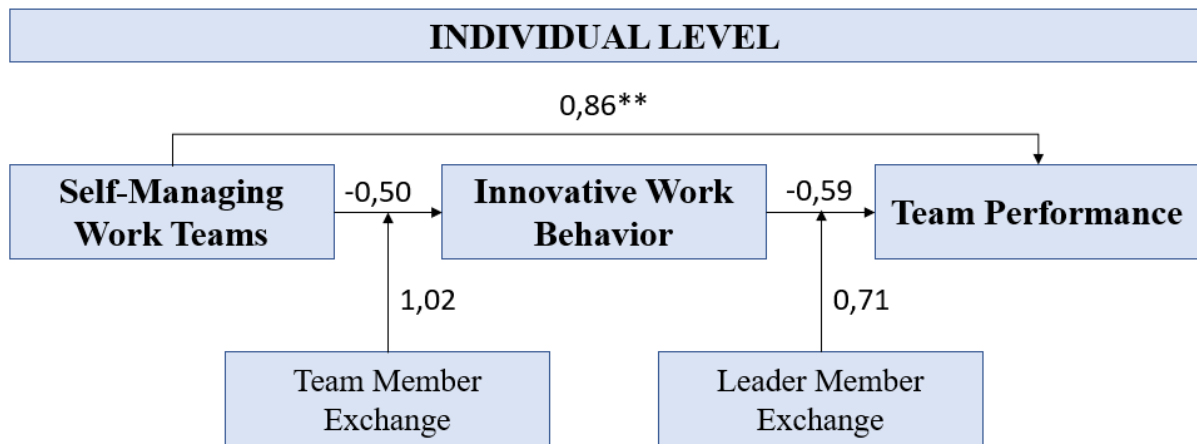 INDIVIDUAL LEVEL
0,86**
Self-Managing
Work Teams
-0,50
Innovative Work
Behavior
-0,59
Team Performance
1,02
0,71
Team Member
Exchange
Leader Member
Exchange